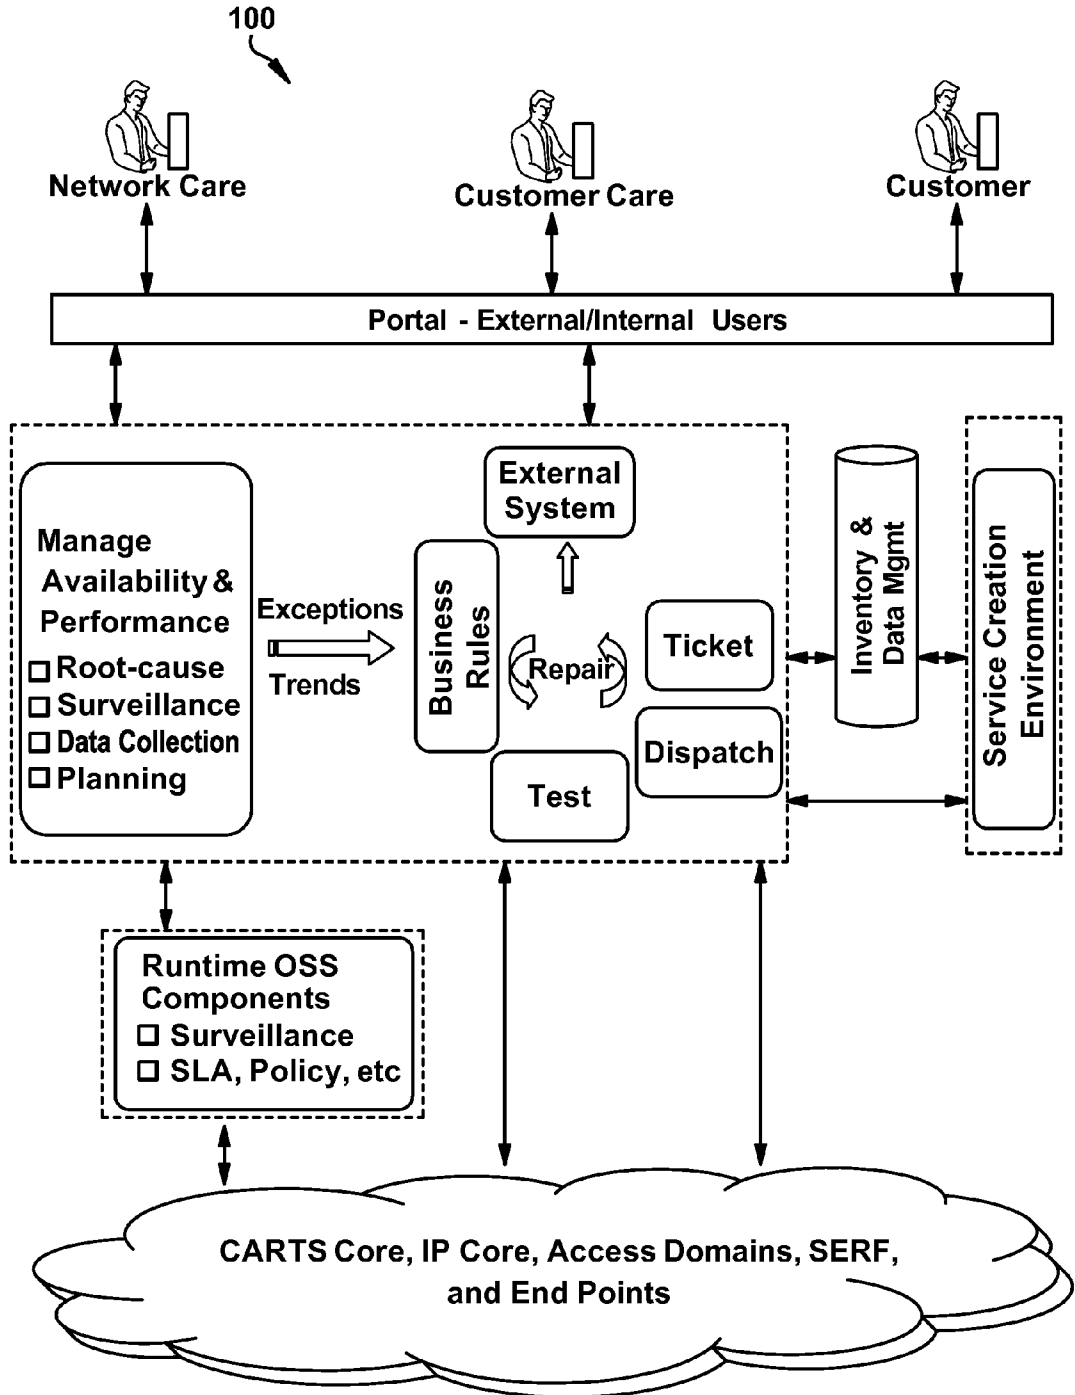 100
Network Care
Customer Care
Customer
Portal - External/Internal Users
Manage
Availability &
Performance
Root-cause
Surveillance
Data Collection
Planning
Exceptions
Trends
Business
Rules
External
System
Repair
Ticket
Dispatch
Test
Inventory &
Data Mgmt
Service Creation
Environment
Runtime OSS
Components
Surveillance
SLA, Policy, etc
CARTS Core, IP Core, Access Domains, SERF,
and End Points